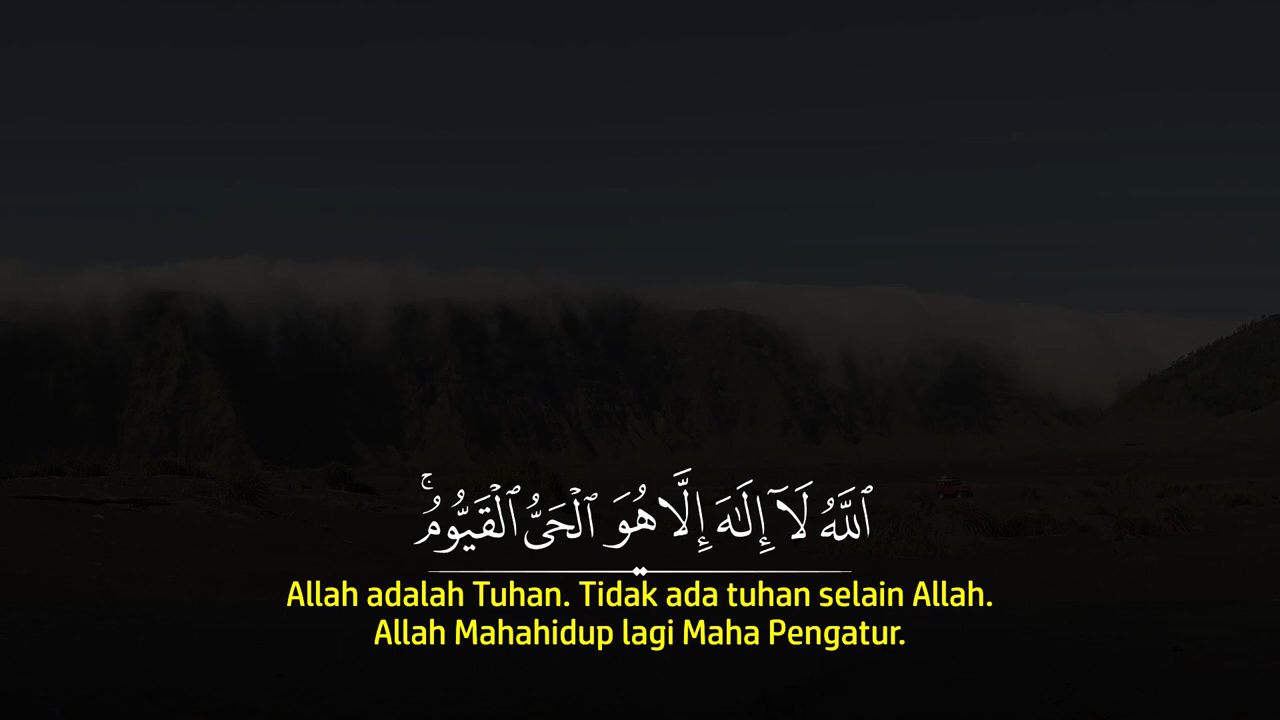 ٱللَّهُ لَآ إِلَٰهَ إِلَّا هُوَ ٱلْحَىُّ ٱلْقَيُّومُ ۚ
Allah adalah Tuhan. Tidak ada tuhan selain Allah.
Allah Mahahidup lagi Maha Pengatur.